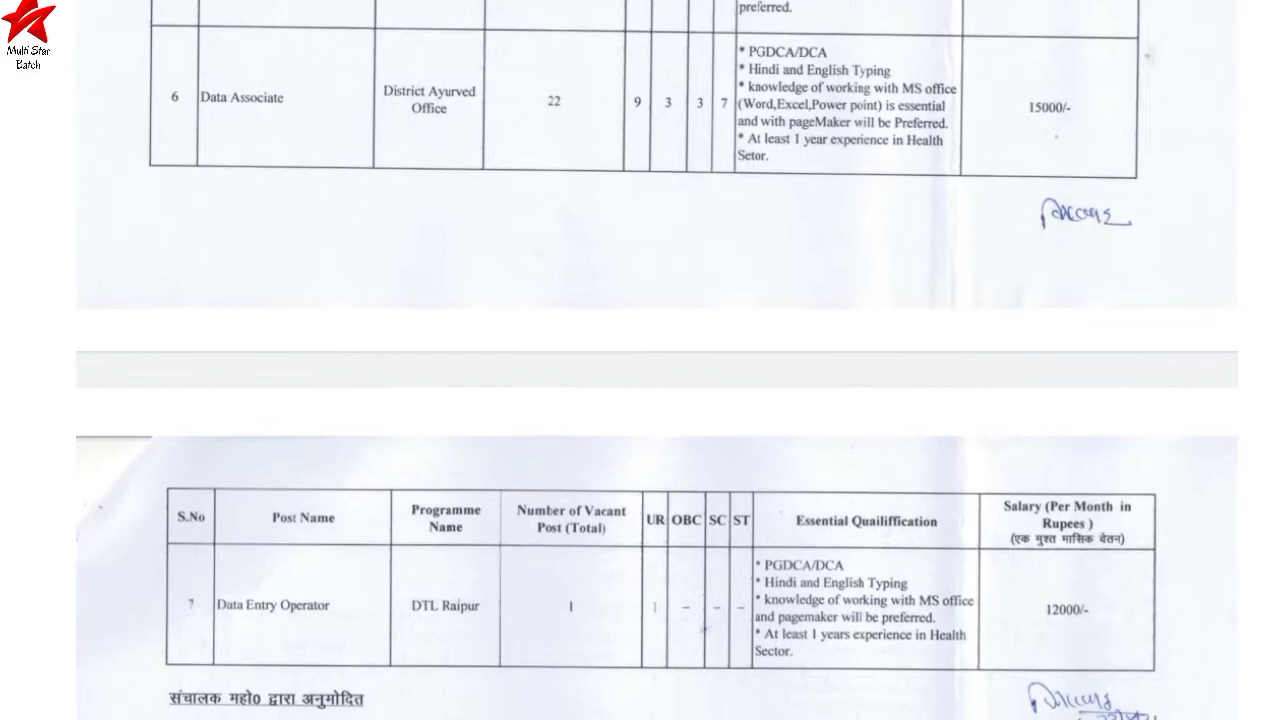 Multi Star
Batch
preferred.
6 Data Associate District Ayurved Office 22 9 3 3 7 15000/-
* PGDCA/DCA
* Hindi and English Typing
* knowledge of working with MS office
(Word,Excel,Power point) is essential
and with pageMaker will be Preferred.
* At least 1 year experience in Health
Setor.
S.No Post Name Programme Name Number of Vacant Post (Total) UR OBC SC ST Essential Quailiffication Salary (Per Month in Rupees )
(एक मुश्त मासिक वेतन)
7 Data Entry Operator DTL Raipur 1 1 – – – 12000/-
* PGDCA/DCA
* Hindi and English Typing
* knowledge of working with MS office
and pagemaker will be preferred.
* At least 1 years experience in Health
Sector.
संचालक महो0 द्वारा अनुमोदित